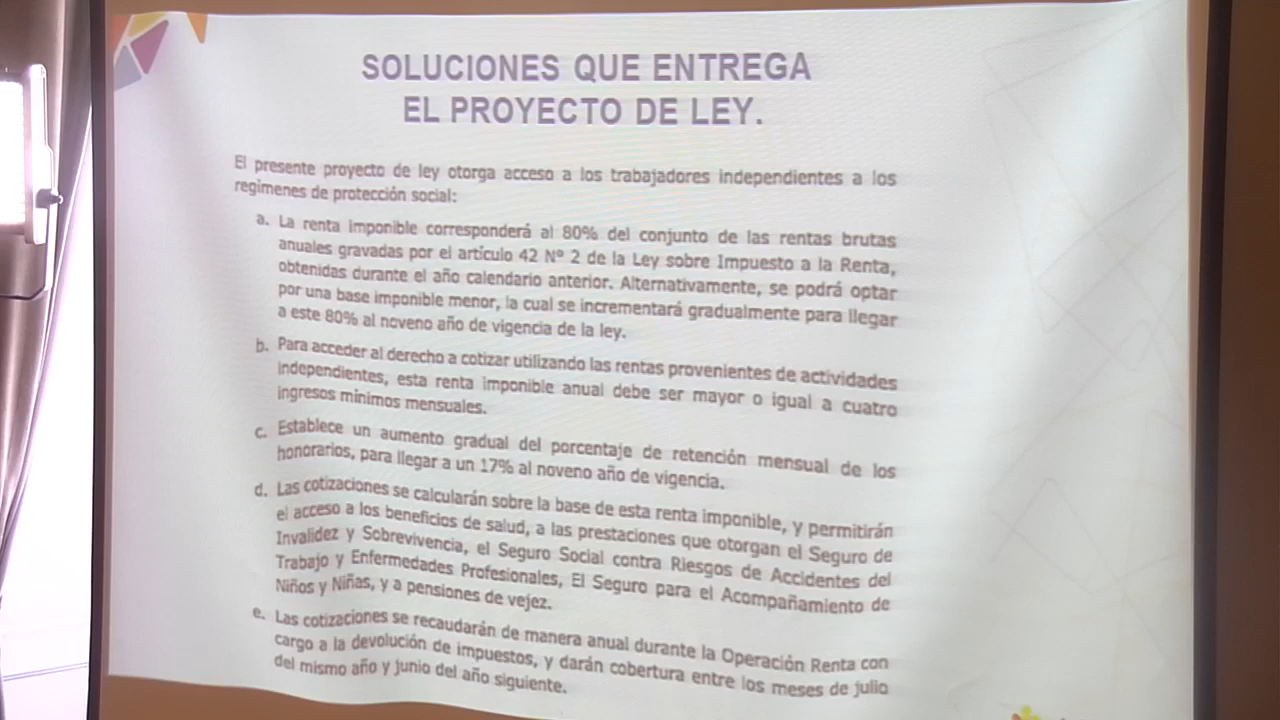 SOLUCIONES QUE ENTREGA
EL PROYECTO DE LEY.
El presente proyecto de ley otorga acceso a los trabajadores independientes a los
regimenes de protección social:
a. La renta imponible corresponderá al 80% del conjunto de las rentas brutas
anuales gravadas por el artículo 42 Nº 2 de la Ley sobre Impuesto a la Renta,
obtenidas durante el año calendario anterior. Alternativamente, se podrá optar
por una base imponible menor, la cual se incrementará gradualmente para llegar
a este 80% al noveno año de vigencia de la ley.
b. Para acceder al derecho a cotizar utilizando las rentas provenientes de actividades
independientes, esta renta imponible anual debe ser mayor o igual a cuatro
ingresos mínimos mensuales.
c. Establece un aumento gradual del porcentaje de retención mensual de los
honorarios, para llegar a un 17% al noveno año de vigencia.
d. Las cotizaciones se calcularán sobre la base de esta renta imponible, y permitirán
el acceso a los beneficios de salud, a las prestaciones que otorgan el Seguro de
Invalidez y Sobrevivencia, el Seguro Social contra Riesgos de Accidentes del
Trabajo y Enfermedades Profesionales, El Seguro para el Acompañamiento de
Niños y Niñas, y a pensiones de vejez.
e. Las cotizaciones se recaudarán de manera anual durante la Operación Renta con
cargo a la devolución de impuestos, y darán cobertura entre los meses de julio
del mismo año y junio del año siguiente.